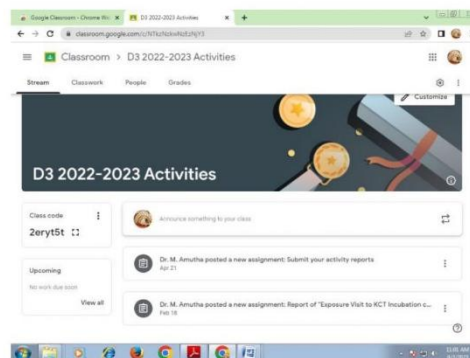 Google Classroom - Chrome We
D3 2022-2023 Activities
classroom.google.com/c/
Classroom > D3 2022-2023 Activities
Stream Classwork People Grades
Customize
D3 2022-2023 Activities
Class code
2eryt5t
Announce something to your class
Upcoming
No work due soon
View all
Dr. M. Amutha posted a new assignment: Submit your activity reports
Apr 21
Dr. M. Amutha posted a new assignment: Report of "Exposure Visit to KCT Incubation c...
Feb 18